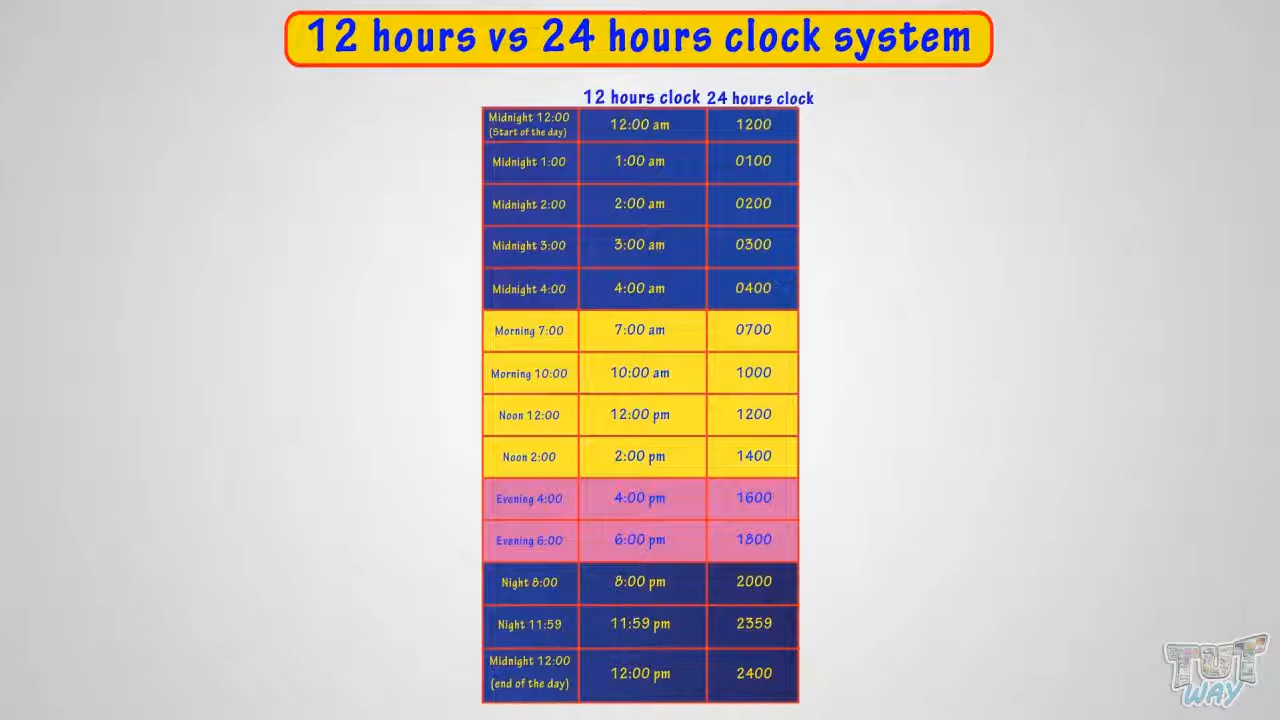 12 hours vs 24 hours clock system
12 hours clock 24 hours clock
Midnight 12:00 12:00 am 1200
(Start of the day)
Midnight 1:00 1:00 am 0100
Midnight 2:00 2:00 am 0200
Midnight 3:00 3:00 am 0300
Midnight 4:00 4:00 am 0400
Morning 7:00 7:00 am 0700
Morning 10:00 10:00 am 1000
Noon 12:00 12:00 pm 1200
Noon 2:00 2:00 pm 1400
Evening 4:00 4:00 pm 1600
Evening 6:00 6:00 pm 1800
Night 8:00 8:00 pm 2000
Night 11:59 11:59 pm 2359
Midnight 12:00 12:00 pm 2400
(end of the day)
TUT
WAY